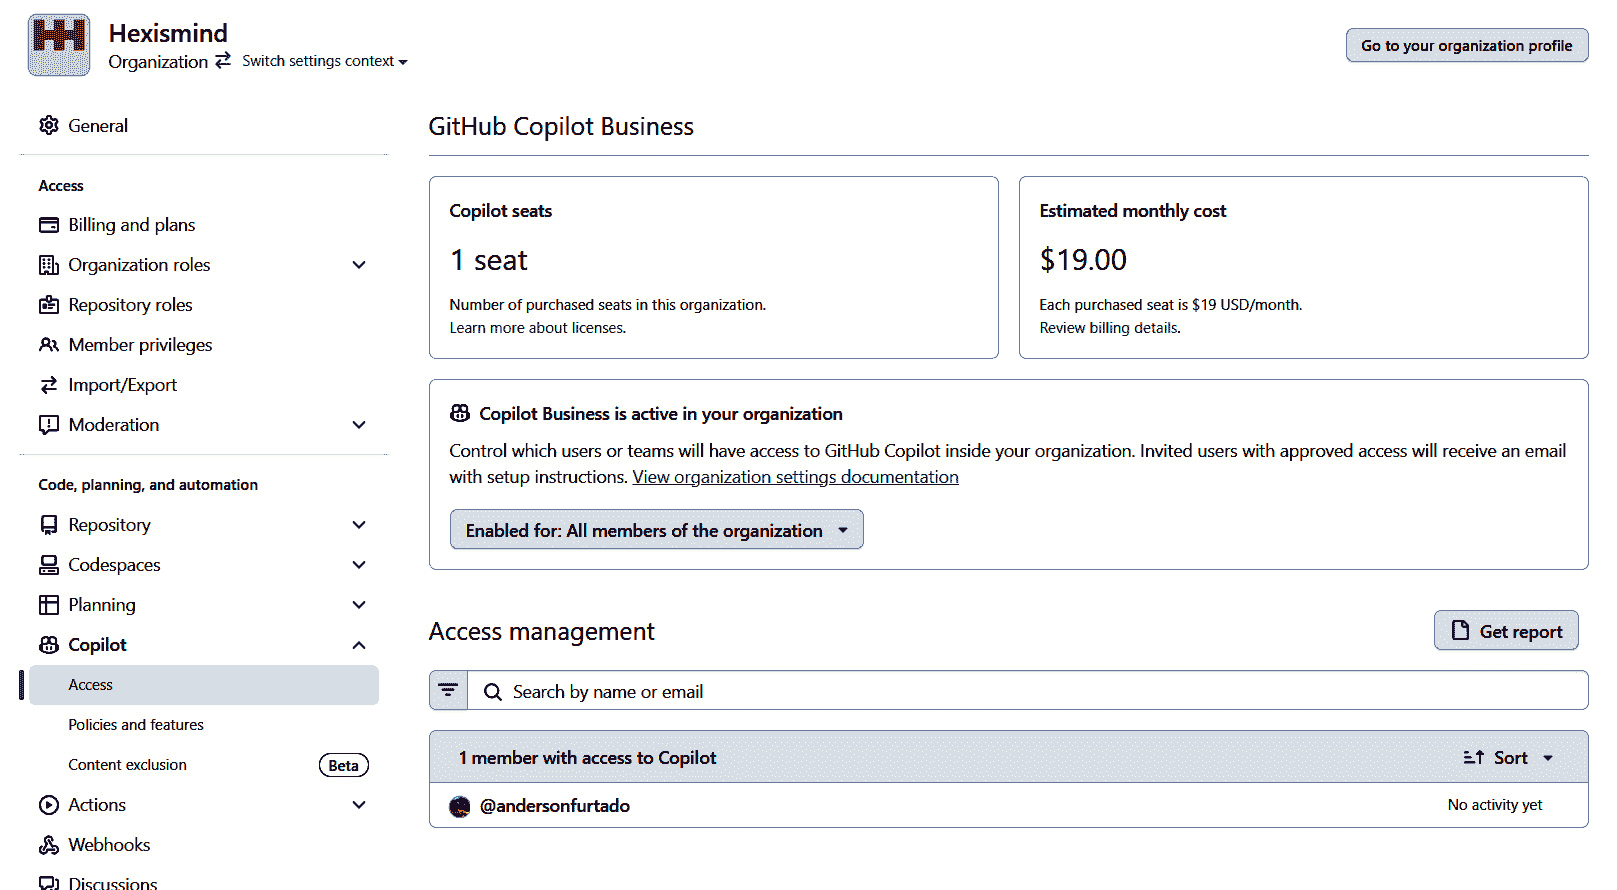 Hexismind
Organization Switch settings context
Go to your organization profile
General
Access
Billing and plans
Organization roles
Repository roles
Member privileges
Import/Export
Moderation
Code, planning, and automation
Repository
Codespaces
Planning
Copilot
Access
Policies and features
Content exclusion Beta
Actions
Webhooks
Discussions
GitHub Copilot Business
Copilot seats
1 seat
Number of purchased seats in this organization.
Learn more about licenses.
Estimated monthly cost
$19.00
Each purchased seat is $19 USD/month.
Review billing details.
Copilot Business is active in your organization
Control which users or teams will have access to GitHub Copilot inside your organization. Invited users with approved access will receive an email
with setup instructions. View organization settings documentation
Enabled for: All members of the organization
Access management
Get report
Search by name or email
1 member with access to Copilot
Sort
@andersonfurtado
No activity yet